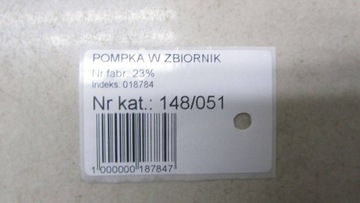 POMPKA W ZBIORNIK
Nr fabr. 23%
Indeks: 018784
Nr kat.: 148/051
1 000000 187847